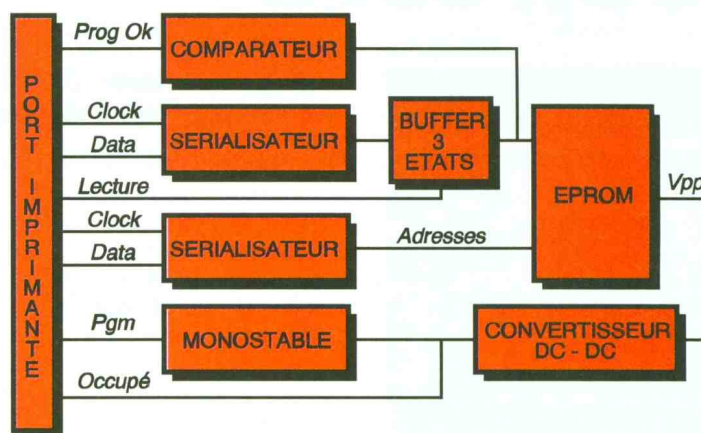 PORT IMPRIMANTE
Prog Ok
COMPARATEUR
Clock
Data
SERIALISATEUR
BUFFER
3
ETATS
Lecture
EPROM
Vpp
Clock
Data
SERIALISATEUR
Adresses
Pgm
MONOSTABLE
CONVERTISSEUR
DC - DC
Occupé